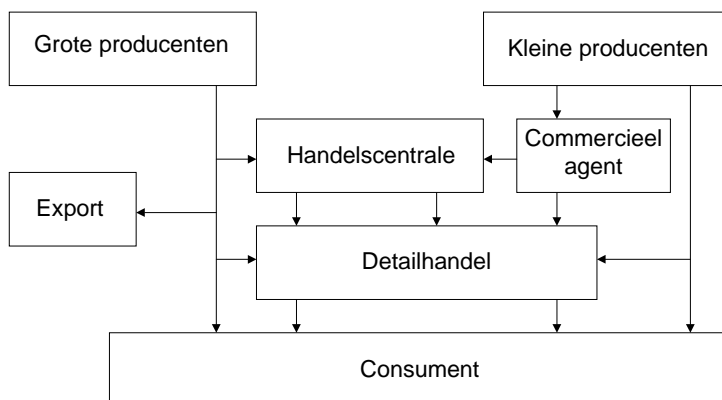 Grote producenten
Kleine producenten
Handelscentrale
Commercieel
agent
Export
Detailhandel
Consument